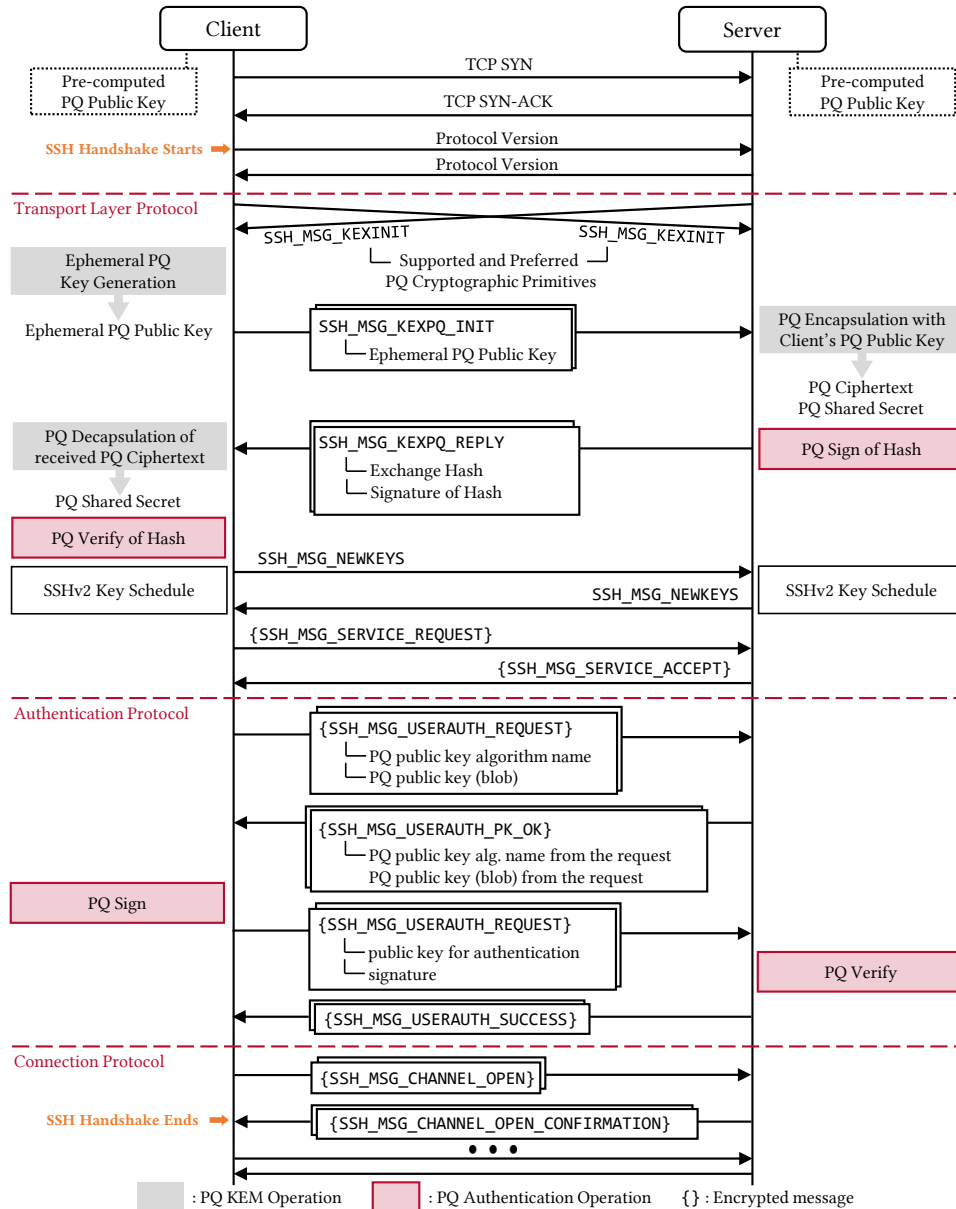 Client
Server
Pre-computed
PQ Public Key
TCP SYN
Pre-computed
PQ Public Key
TCP SYN-ACK
SSH Handshake Starts
Protocol Version
Protocol Version
Transport Layer Protocol
SSH_MSG_KEXINIT
SSH_MSG_KEXINIT
Supported and Preferred
PQ Cryptographic Primitives
Ephemeral PQ
Key Generation
Ephemeral PQ Public Key
SSH_MSG_KEXPQ_INIT
Ephemeral PQ Public Key
PQ Encapsulation with
Client's PQ Public Key
PQ Ciphertext
PQ Shared Secret
PQ Decapsulation of
received PQ Ciphertext
SSH_MSG_KEXPQ_REPLY
Exchange Hash
Signature of Hash
PQ Sign of Hash
PQ Shared Secret
PQ Verify of Hash
SSH_MSG_NEWKEYS
SSHv2 Key Schedule
SSH_MSG_NEWKEYS
SSHv2 Key Schedule
{SSH_MSG_SERVICE_REQUEST}
{SSH_MSG_SERVICE_ACCEPT}
Authentication Protocol
{SSH_MSG_USERAUTH_REQUEST}
PQ public key algorithm name
PQ public key (blob)
{SSH_MSG_USERAUTH_PK_OK}
PQ public key alg. name from the request
PQ public key (blob) from the request
PQ Sign
{SSH_MSG_USERAUTH_REQUEST}
public key for authentication
signature
PQ Verify
{SSH_MSG_USERAUTH_SUCCESS}
Connection Protocol
{SSH_MSG_CHANNEL_OPEN}
SSH Handshake Ends
{SSH_MSG_CHANNEL_OPEN_CONFIRMATION}
• • •
: PQ KEM Operation
: PQ Authentication Operation
{} : Encrypted message